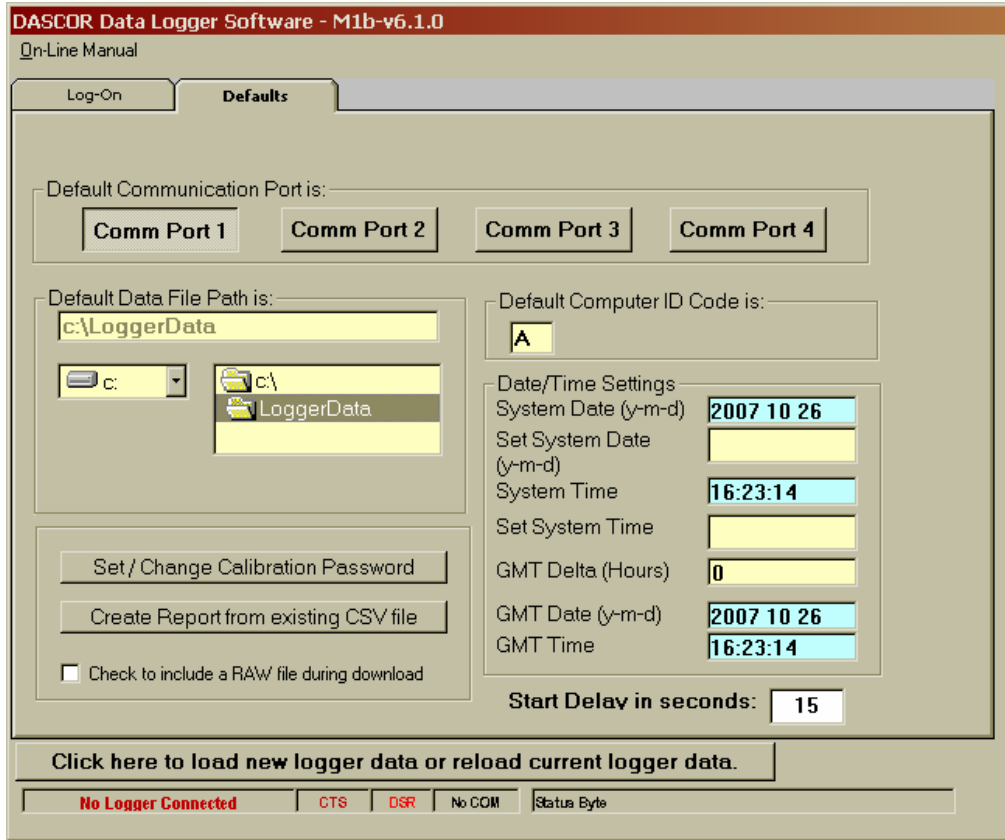 DASCOR Data Logger Software - M1b-v6.1.0
On-Line Manual
Log-On
Defaults
Default Communication Port is:
Comm Port 1
Comm Port 2
Comm Port 3
Comm Port 4
Default Data File Path is:
c:\LoggerData
c:
c:\
LoggerData
Default Computer ID Code is:
A
Date/Time Settings
System Date (y-m-d)
2007 10 26
Set System Date
(y-m-d)
System Time
16:23:14
Set System Time
GMT Delta (Hours)
0
GMT Date (y-m-d)
2007 10 26
GMT Time
16:23:14
Set / Change Calibration Password
Create Report from existing CSV file
Check to include a RAW file during download
Start Delay in seconds:
15
Click here to load new logger data or reload current logger data.
No Logger Connected
CTS
DSR
No COM
Status Byte